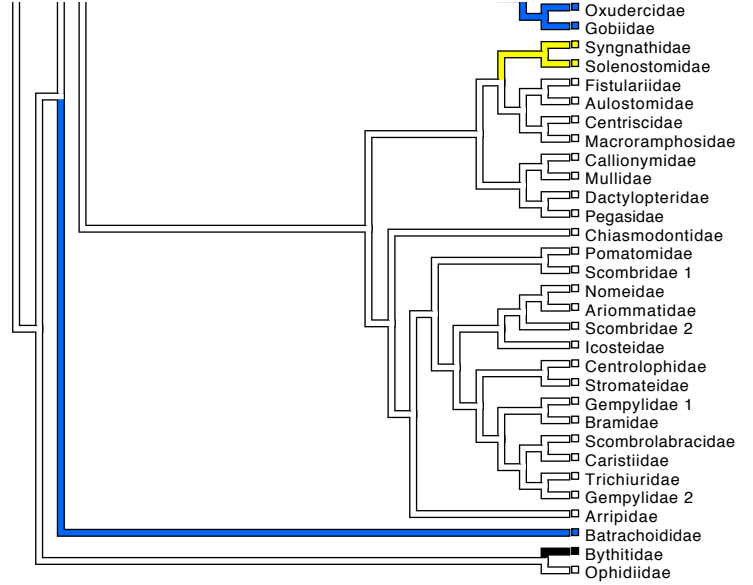 Oxudercidae
Gobiidae
Syngnathidae
Solenostomidae
Fistulariidae
Aulostomidae
Centriscidae
Macroramphosidae
Callionymidae
Mullidae
Dactylopteridae
Pegasidae
Chiasmodontidae
Pomatomidae
Scombridae 1
Nomeidae
Ariommatidae
Scombridae 2
Icosteidae
Centrolophidae
Stromateidae
Gempylidae 1
Bramidae
Scombrolabracidae
Caristiidae
Trichiuridae
Gempylidae 2
Arripidae
Batrachoididae
Bythitidae
Ophidiidae